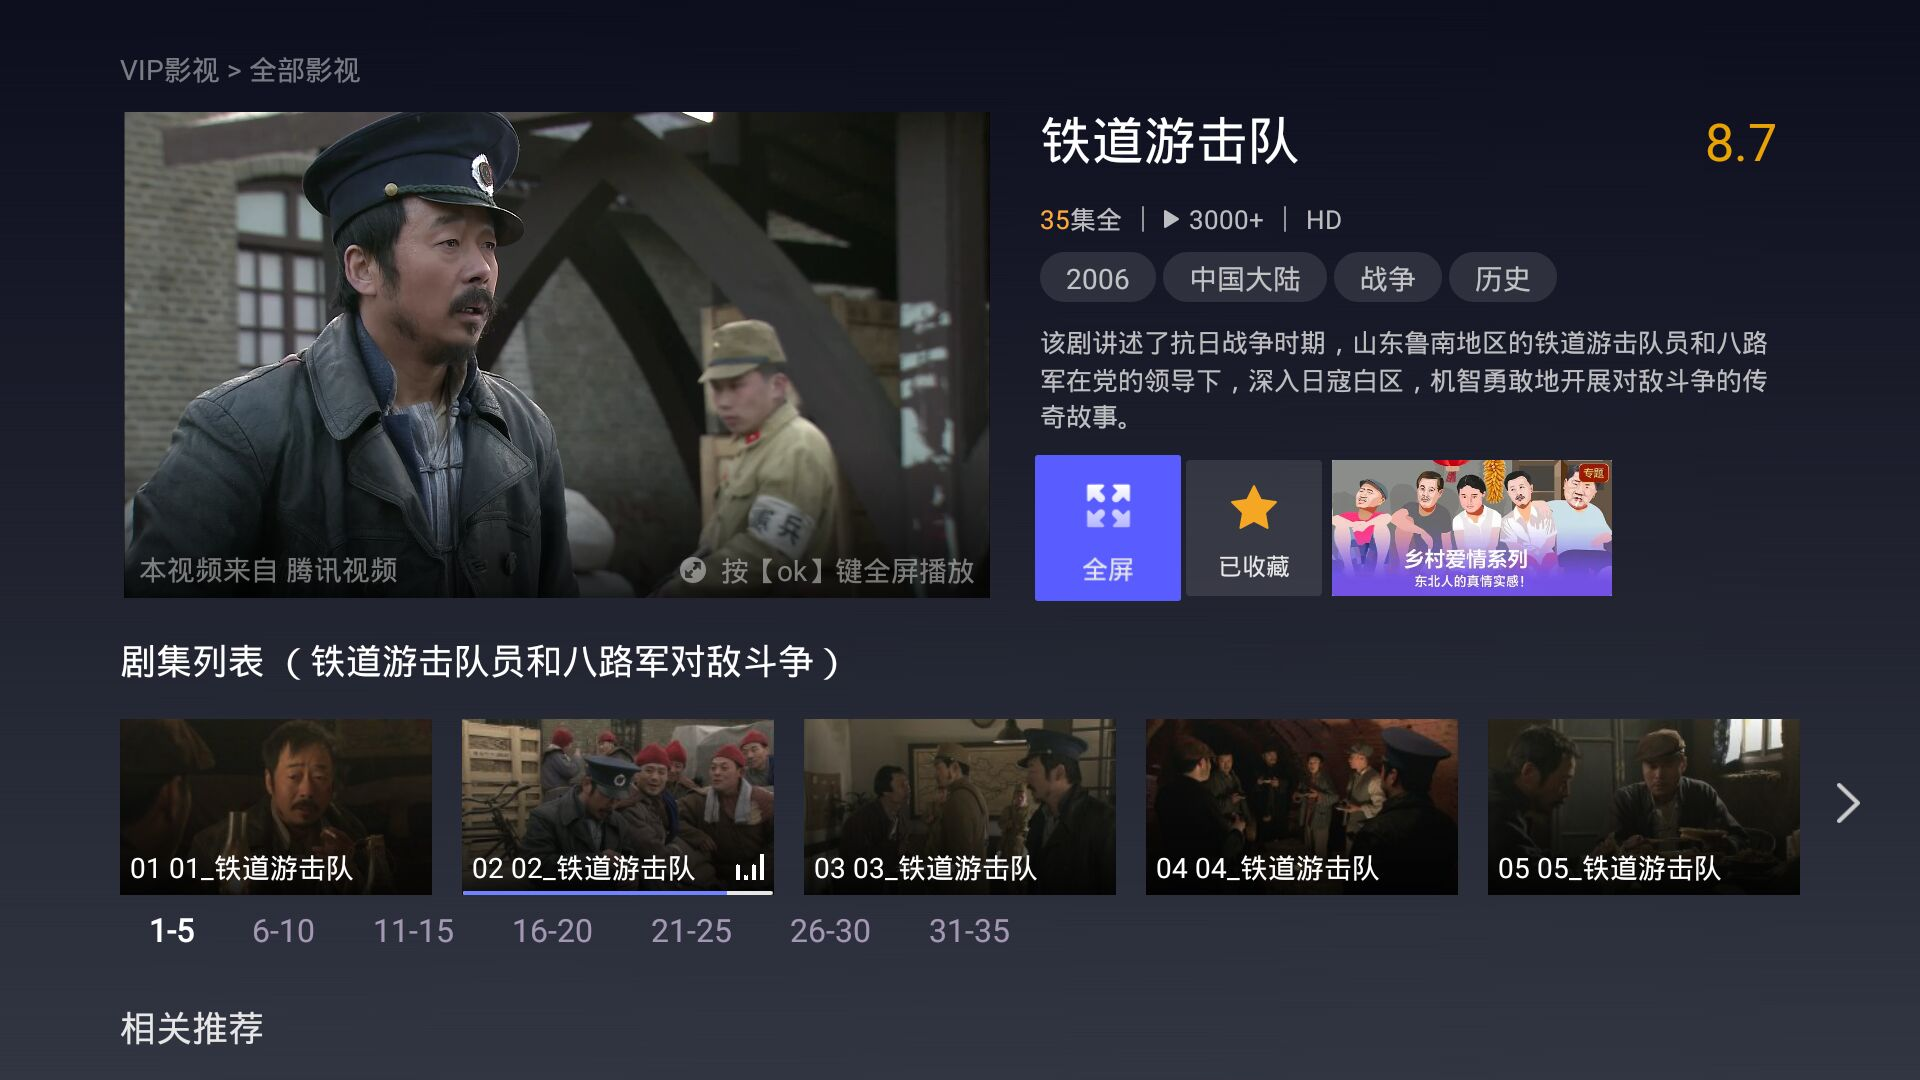 VIP影视 > 全部影视
铁道游击队
8.7
35集全 | ▶ 3000+ | HD
2006 中国大陆 战争 历史
该剧讲述了抗日战争时期，山东鲁南地区的铁道游击队员和八路
军在党的领导下，深入日寇白区，机智勇敢地开展对敌斗争的传
奇故事。
本视频来自 腾讯视频
按【ok】键全屏播放
全屏
已收藏
专题
乡村爱情系列
东北人的真情实感！
剧集列表 （铁道游击队员和八路军对敌斗争）
01 01_铁道游击队
02 02_铁道游击队
03 03_铁道游击队
04 04_铁道游击队
05 05_铁道游击队
1-5 6-10 11-15 16-20 21-25 26-30 31-35
相关推荐